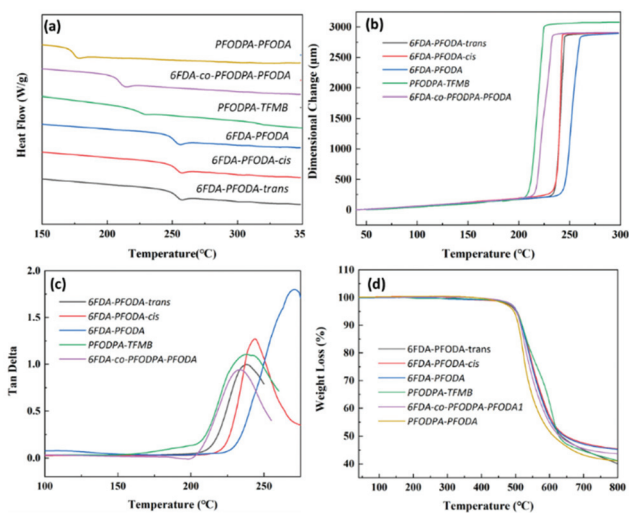 (a)
PFODPA-PFODA
6FDA-co-PFODPA-PFODA
PFODPA-TFMB
6FDA-PFODA
6FDA-PFODA-cis
6FDA-PFODA-trans
Heat Flow (W/g)
150 200 250 300 35
Temperature(℃)
(b)
6FDA-PFODA-trans
6FDA-PFODA-cis
6FDA-PFODA
PFODPA-TFMB
6FDA-co-PFODPA-PFODA
Dimensional Change (μm)
3000
2500
2000
1500
1000
500
0
50 100 150 200 250 300
Temperature(℃)
(c)
6FDA-PFODA-trans
6FDA-PFODA-cis
6FDA-PFODA
PFODPA-TFMB
6FDA-co-PFODPA-PFODA
Tan Delta
2.0
1.5
1.0
0.5
0.0
100 150 200 250
Temperature (℃)
(d)
6FDA-PFODA-trans
6FDA-PFODA-cis
6FDA-PFODA
PFODPA-TFMB
6FDA-co-PFODPA-PFODA1
PFODPA-PFODA
Weight Loss (%)
110
100
90
80
70
60
50
40
100 200 300 400 500 600 700 800
Temperature (℃)